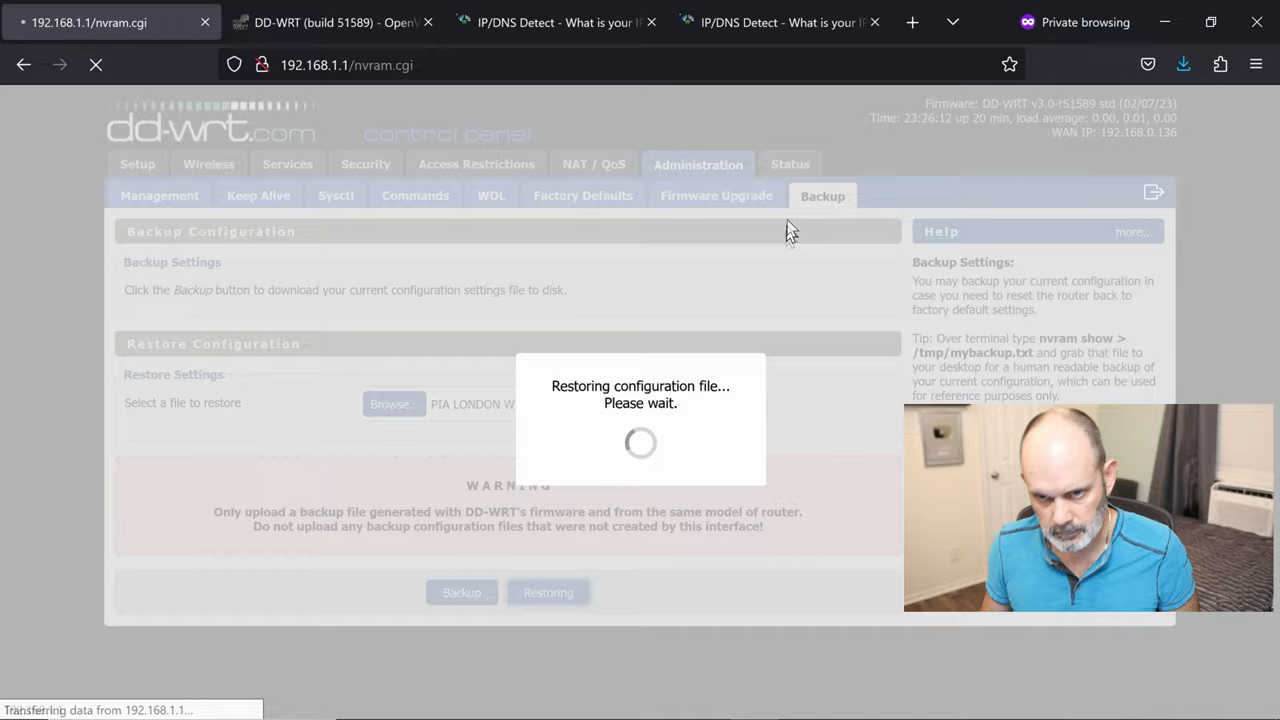 192.168.1.1/nvram.cgi
DD-WRT (build 51589) - OpenV
IP/DNS Detect - What is your IP
IP/DNS Detect - What is your IP
Private browsing
192.168.1.1/nvram.cgi
dd-wrt.com
control panel
Firmware: DD-WRT v3.0-r51589 std (02/07/23)
Time: 23:26:12 up 20 min, load average: 0.00, 0.01, 0.00
WAN IP: 192.168.0.136
Setup
Wireless
Services
Security
Access Restrictions
NAT / QoS
Administration
Status
Management
Keep Alive
Sysctl
Commands
WOL
Factory Defaults
Firmware Upgrade
Backup
Backup Configuration
Backup Settings
Click the Backup button to download your current configuration settings file to disk.
Restore Configuration
Restore Settings
Select a file to restore
Browse...
PIA LONDON W
Restoring configuration file...
Please wait.
WARNING
Only upload a backup file generated with DD-WRT's firmware and from the same model of router.
Do not upload any backup configuration files that were not created by this interface!
Backup
Restoring
Help
more...
Backup Settings:
You may backup your current configuration in
case you need to reset the router back to
factory default settings.
Tip: Over terminal type nvram show >
/tmp/mybackup.txt and grab that file to
your desktop for a human readable backup of
your current configuration, which can be used
for reference purposes only.
Transferring data from 192.168.1.1...